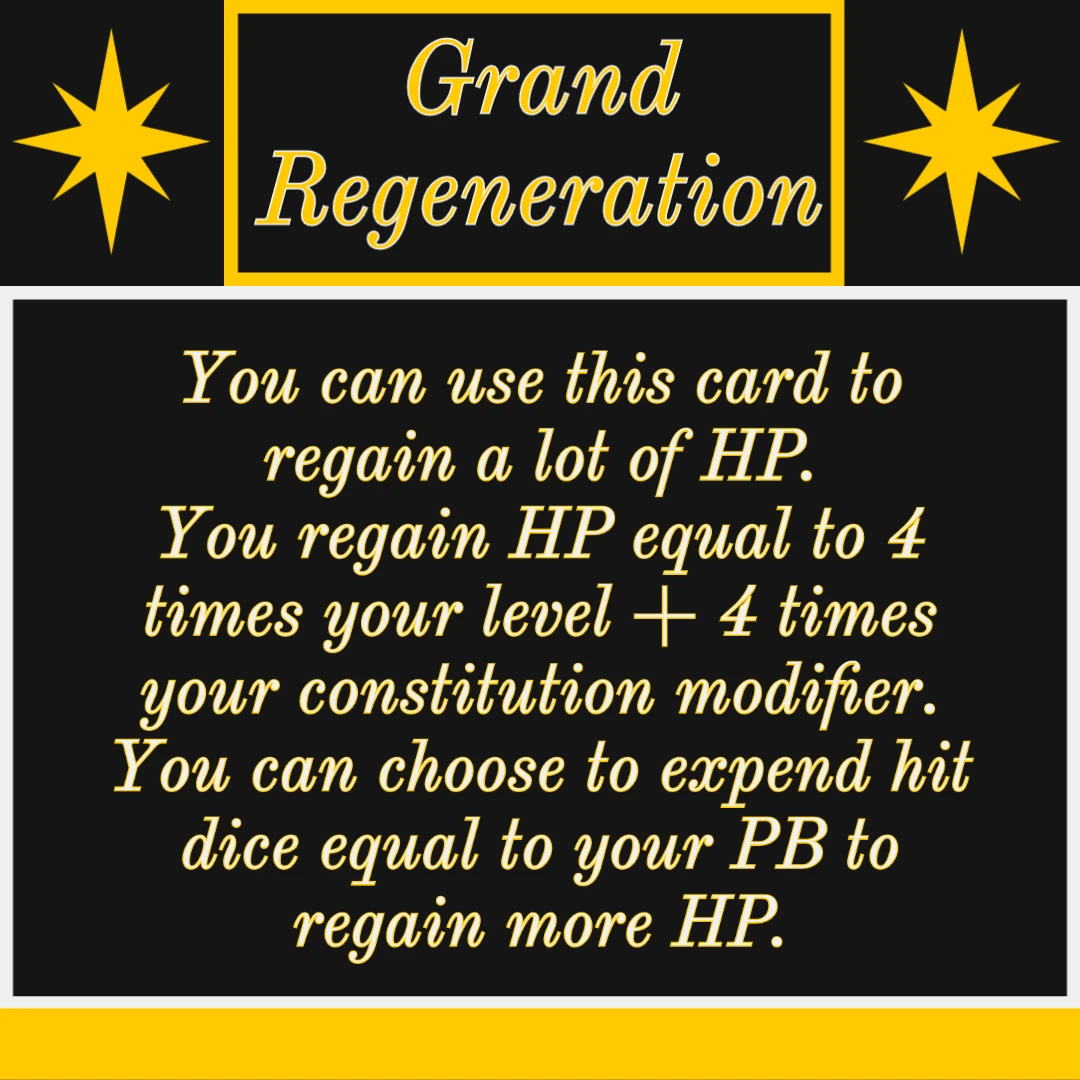 Grand
Regeneration
You can use this card to
regain a lot of HP.
You regain HP equal to 4
times your level + 4 times
your constitution modifier.
You can choose to expend hit
dice equal to your PB to
regain more HP.